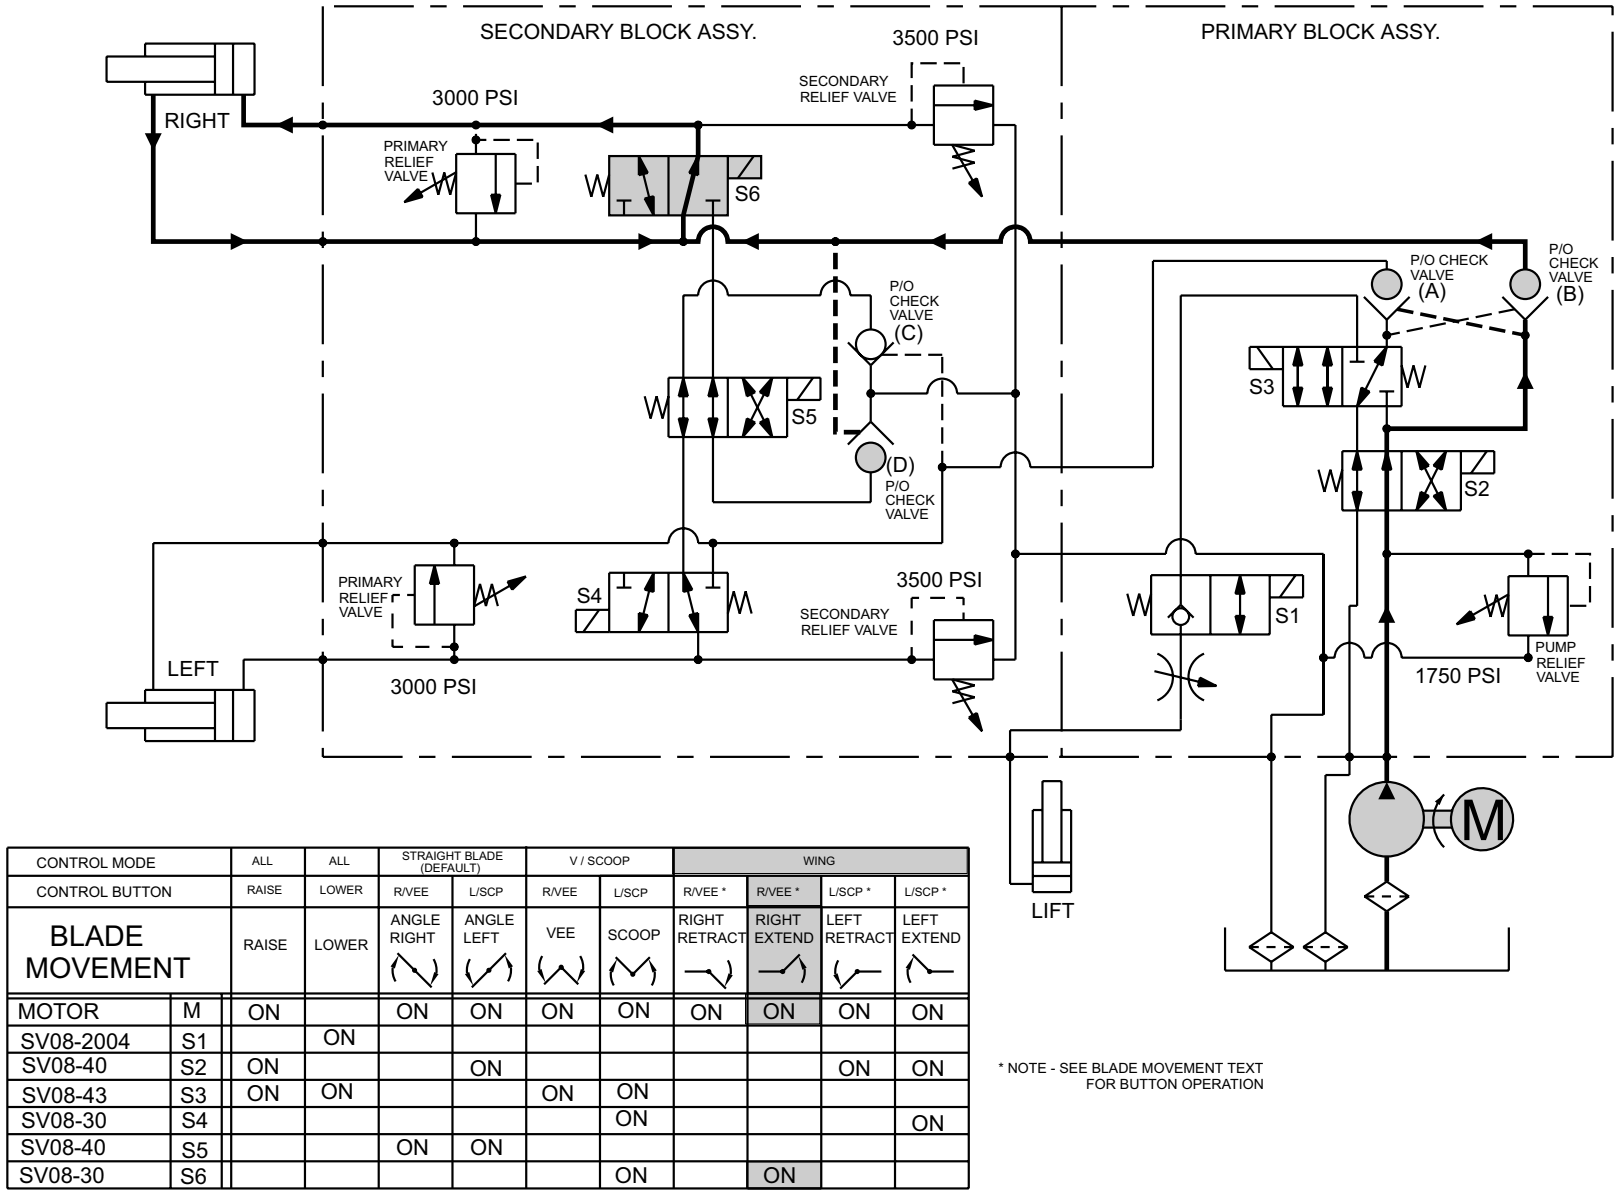 SECONDARY BLOCK ASSY.
PRIMARY BLOCK ASSY.
3500 PSI
SECONDARY
RELIEF VALVE
3000 PSI
RIGHT
PRIMARY
RELIEF
VALVE
S6
P/O
CHECK
VALVE
(C)
P/O CHECK
VALVE
(A)
P/O
CHECK
VALVE
(B)
S3
S5
(D)
P/O
CHECK
VALVE
S2
PRIMARY
RELIEF
VALVE
S4
3500 PSI
SECONDARY
RELIEF VALVE
S1
PUMP
RELIEF
VALVE
1750 PSI
LEFT
3000 PSI
M
LIFT
CONTROL MODE ALL ALL STRAIGHT BLADE (DEFAULT) V / SCOOP WING
CONTROL BUTTON RAISE LOWER R/VEE L/SCP R/VEE L/SCP R/VEE * R/VEE * L/SCP * L/SCP *
BLADE MOVEMENT RAISE LOWER ANGLE RIGHT ANGLE LEFT VEE SCOOP RIGHT RETRACT RIGHT EXTEND LEFT RETRACT LEFT EXTEND
MOTOR M ON ON ON ON ON ON ON ON ON
SV08-2004 S1 ON
SV08-40 S2 ON ON ON ON
SV08-43 S3 ON ON ON ON
SV08-30 S4 ON ON
SV08-40 S5 ON ON
SV08-30 S6 ON ON
* NOTE - SEE BLADE MOVEMENT TEXT
FOR BUTTON OPERATION